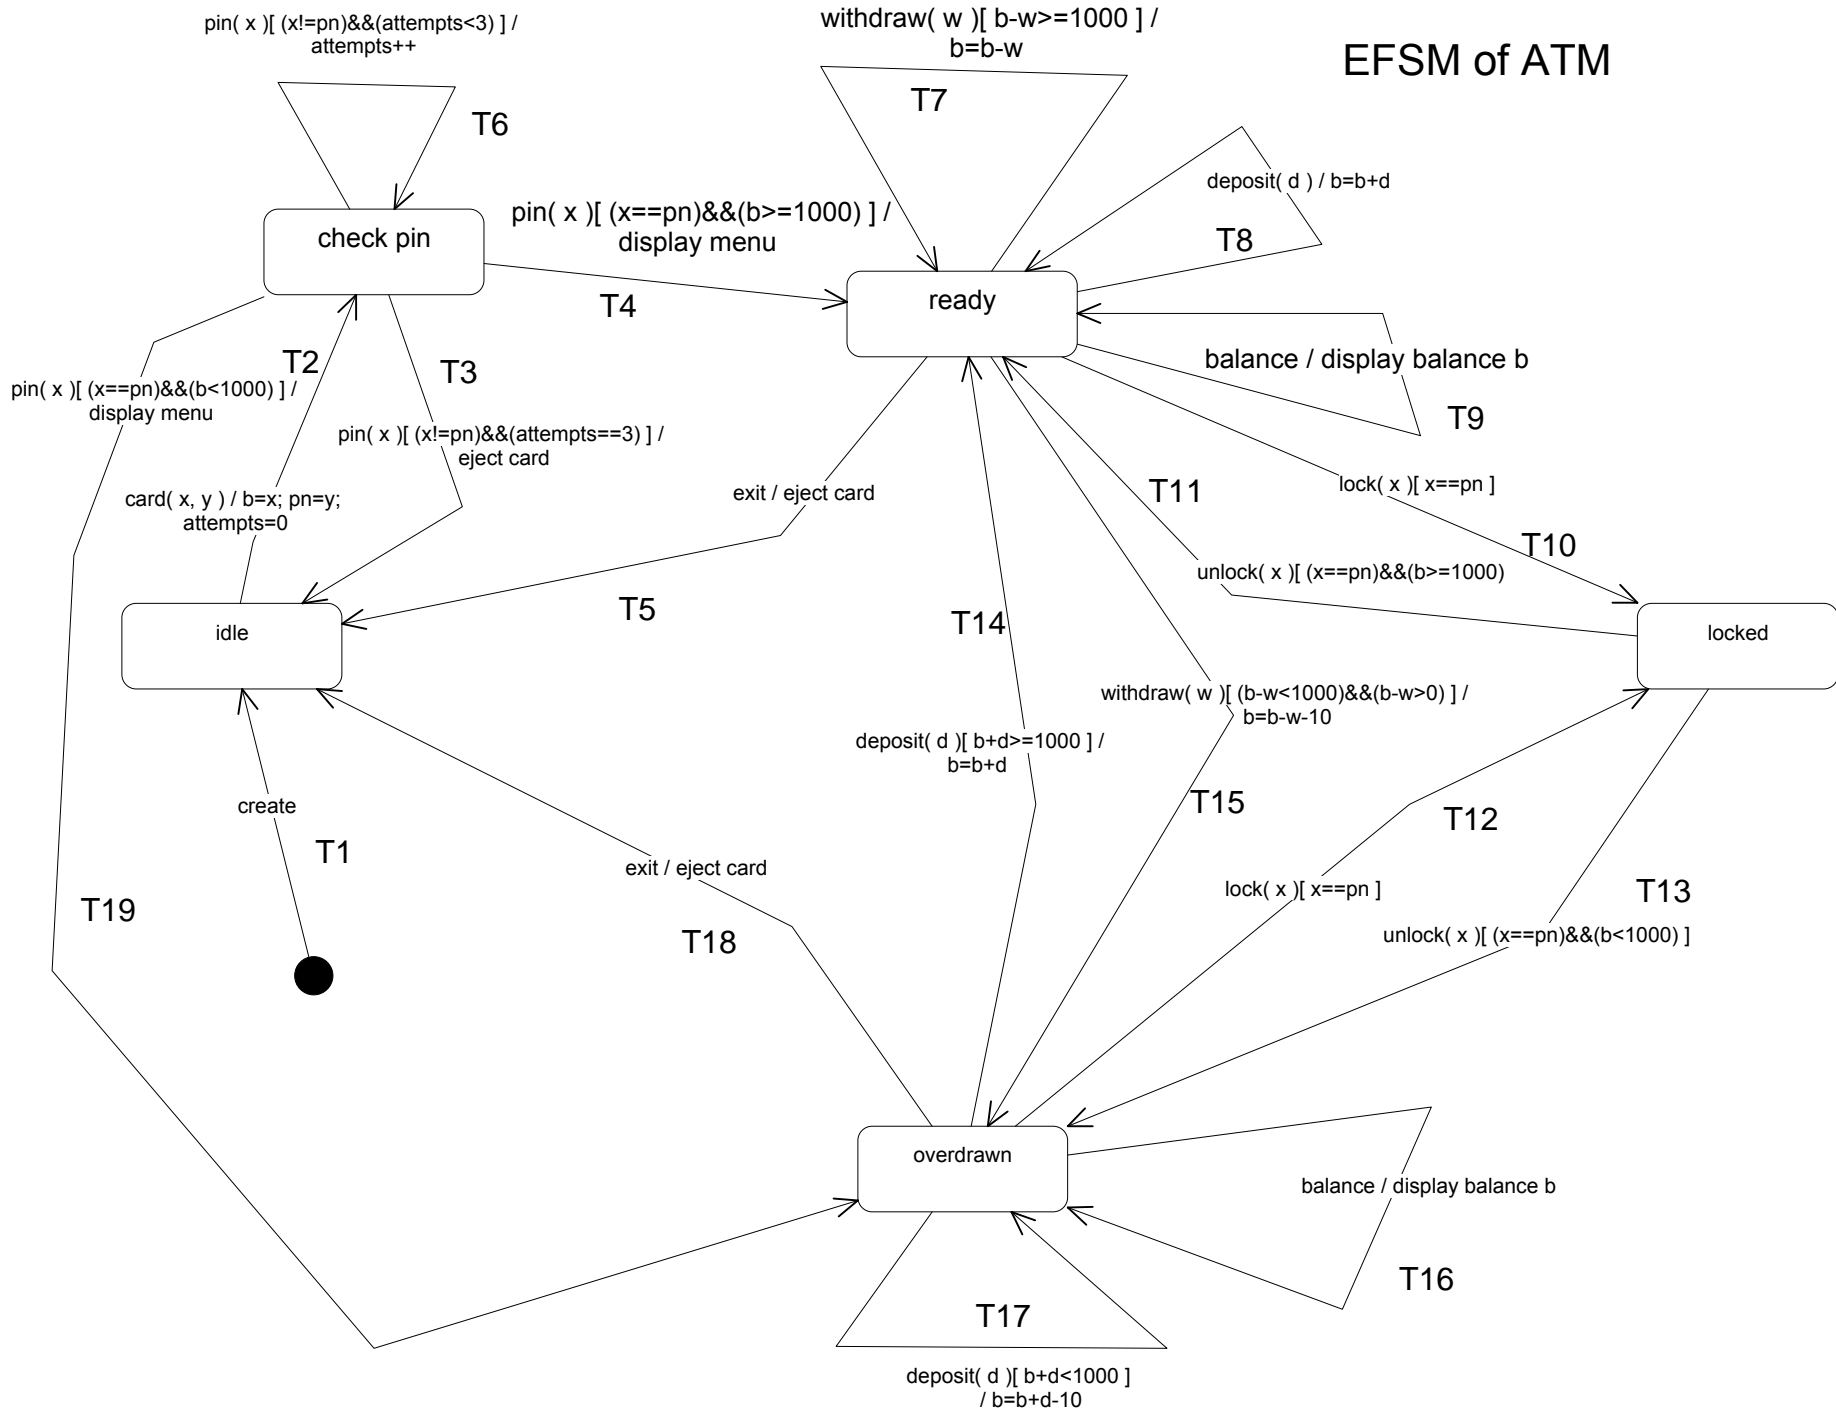 pin( x )[ (x!=pn)&&(attempts<3) ] /
attempts++
withdraw( w )[ b-w>=1000 ] /
b=b-w
EFSM of ATM
T7
T6
deposit( d ) / b=b+d
pin( x )[ (x==pn)&&(b>=1000) ] /
display menu
check pin
T8
T4
ready
T2
T3
balance / display balance b
pin( x )[ (x==pn)&&(b<1000) ] /
display menu
T9
pin( x )[ (x!=pn)&&(attempts==3) ] /
eject card
card( x, y ) / b=x; pn=y;
attempts=0
exit / eject card
T11
lock( x )[ x==pn ]
T10
unlock( x )[ (x==pn)&&(b>=1000)
T5
T14
idle
locked
withdraw( w )[ (b-w<1000)&&(b-w>0) ] /
b=b-w-10
deposit( d )[ b+d>=1000 ] /
b=b+d
create
T15
T12
T1
exit / eject card
lock( x )[ x==pn ]
T13
T19
T18
unlock( x )[ (x==pn)&&(b<1000) ]
overdrawn
balance / display balance b
T16
T17
deposit( d )[ b+d<1000 ]
/ b=b+d-10